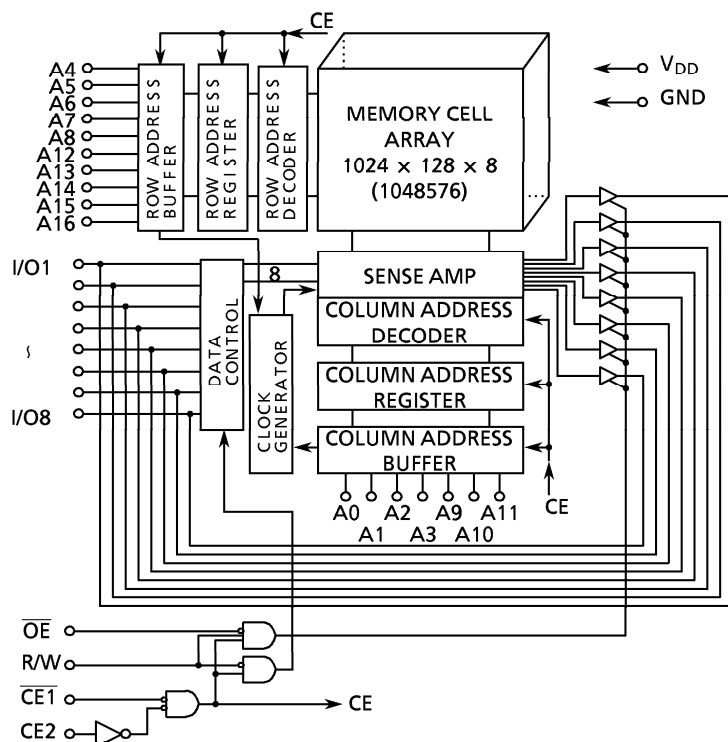 CE
A4
A5
A6
A7
A8
A12
A13
A14
A15
A16
ROW ADDRESS
BUFFER
ROW ADDRESS
REGISTER
ROW ADDRESS
DECODER
MEMORY CELL
ARRAY
1024 × 128 × 8
(1048576)
VDD
GND
I/O1
~
I/O8
DATA
CONTROL
8
CLOCK
GENERATOR
SENSE AMP
COLUMN ADDRESS
DECODER
COLUMN ADDRESS
REGISTER
COLUMN ADDRESS
BUFFER
A0
A1
A2
A3
A9
A10
A11
CE
O̅E̅
R/W
C̅E̅1̅
CE2
CE